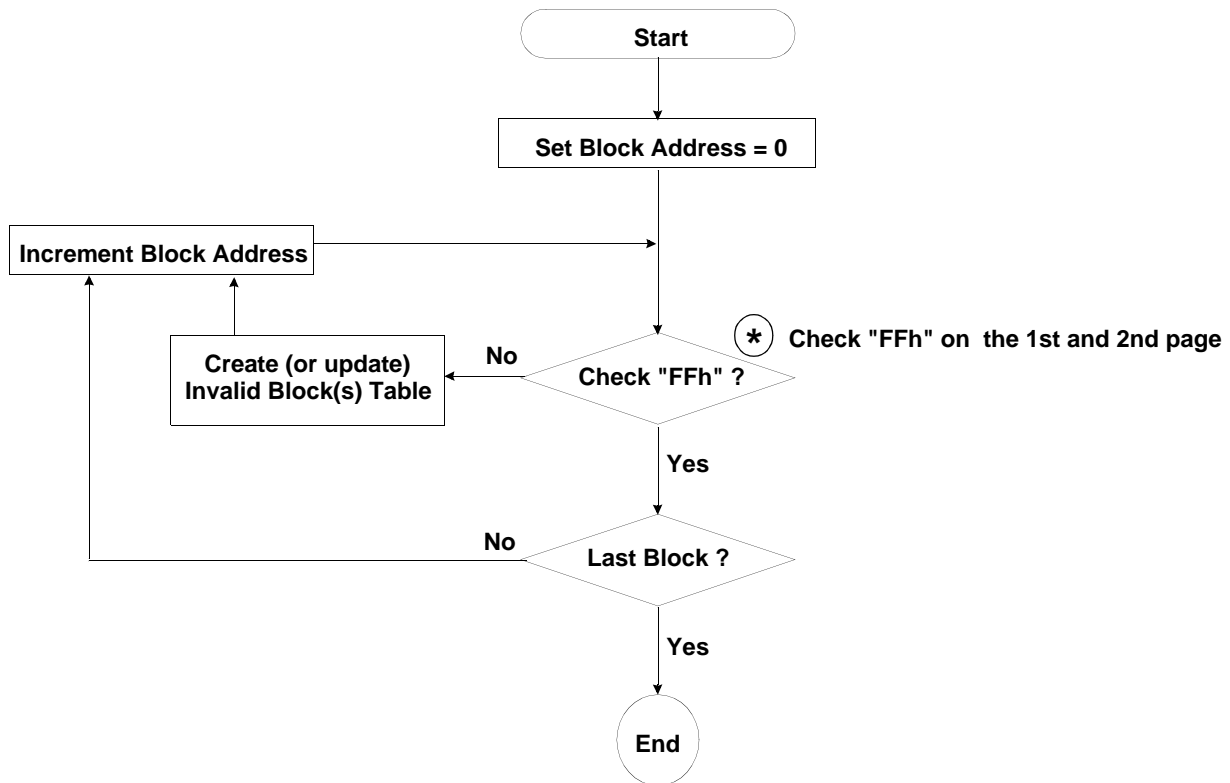 Start
Set Block Address = 0
Increment Block Address
* Check "FFh" on the 1st and 2nd page
No
Create (or update)
Invalid Block(s) Table
Check "FFh" ?
Yes
No
Last Block ?
Yes
End